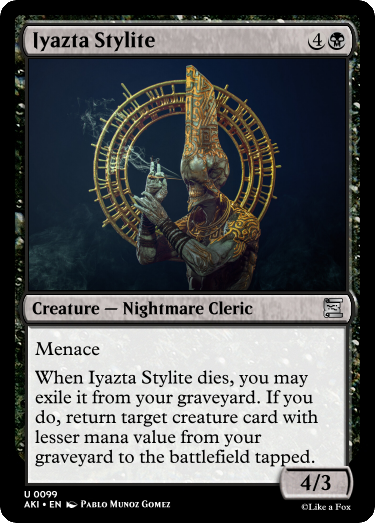 Iyazta Stylite 4
Creature — Nightmare Cleric
Menace
When Iyazta Stylite dies, you may
exile it from your graveyard. If you
do, return target creature card with
lesser mana value from your
graveyard to the battlefield tapped.
4/3
U 0099
AKI • EN Pablo Munoz Gomez
©Like a Fox